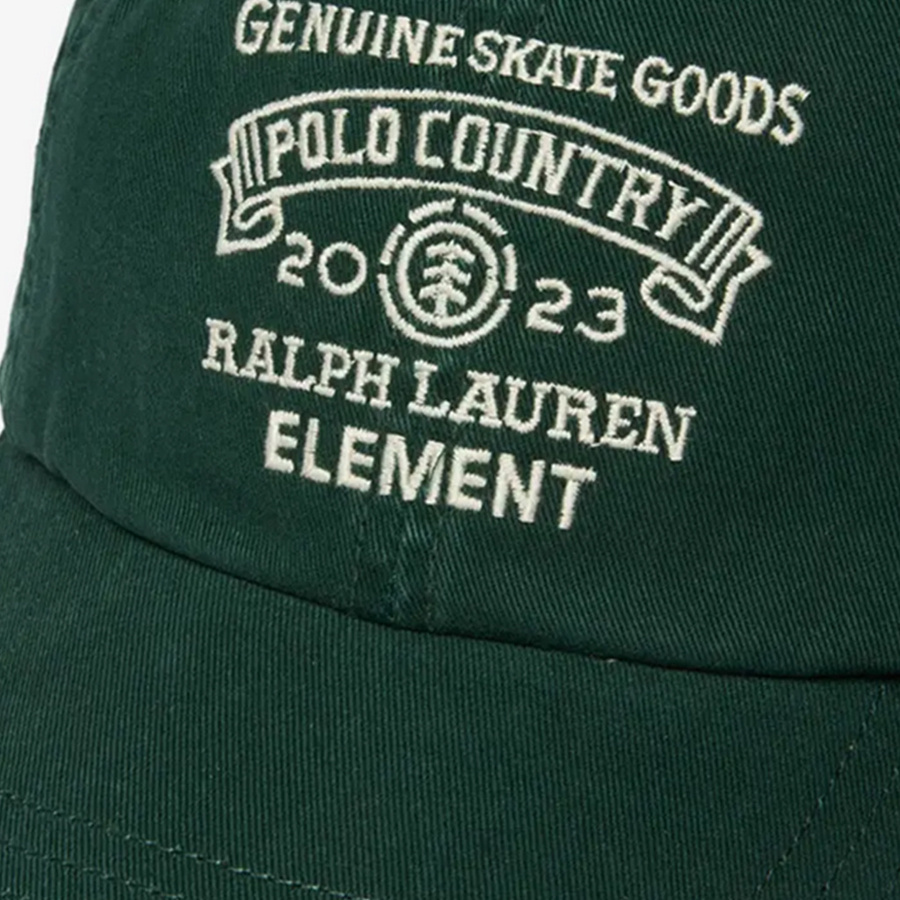 GENUINE SKATE GOODS
POLO COUNTRY
20 23
RALPH LAUREN
ELEMENT